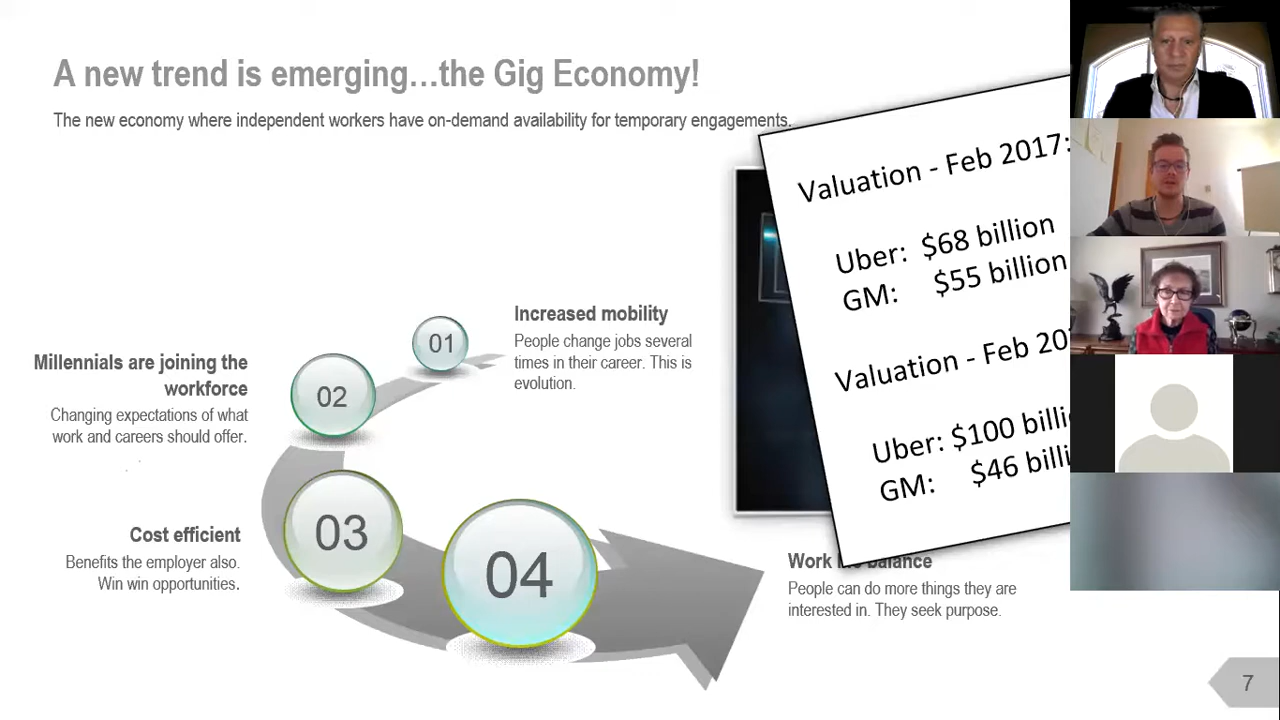 A new trend is emerging…the Gig Economy!
The new economy where independent workers have on-demand availability for temporary engagements.
Valuation - Feb 2017:
Uber: $68 billion
GM: $55 billion
Valuation - Feb 20
Uber: $100 billi
GM: $46 billi
01
Increased mobility
People change jobs several
times in their career. This is
evolution.
02
Millennials are joining the
workforce
Changing expectations of what
work and careers should offer.
03
Cost efficient
Benefits the employer also.
Win win opportunities.
04
Work balance
People can do more things they are
interested in. They seek purpose.
7